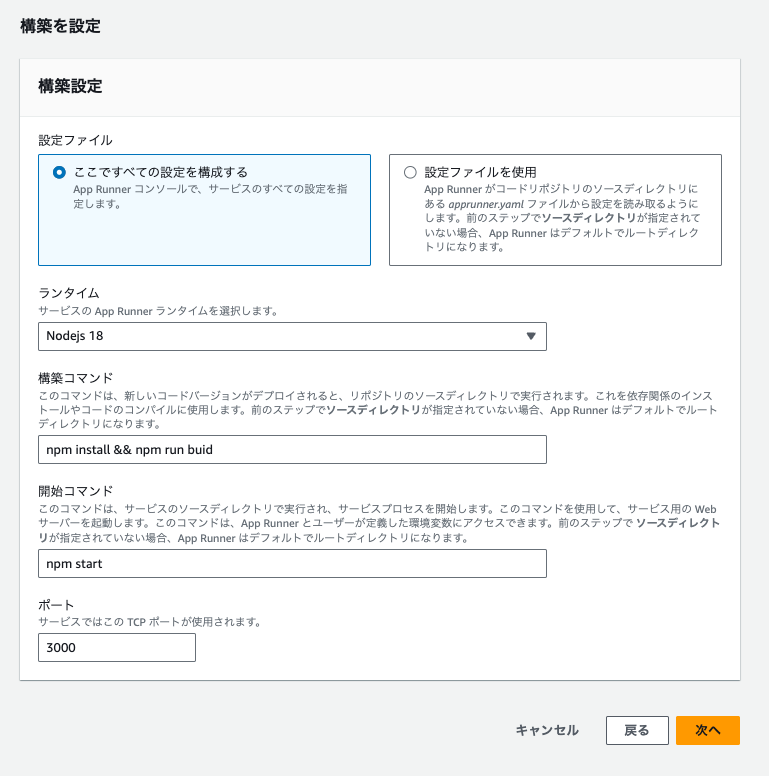 構築を設定
構築設定
設定ファイル
ここですべての設定を構成する
App Runner コンソールで、サービスのすべての設定を指
定します。
設定ファイルを使用
App Runner がコードリポジトリのソースディレクトリに
ある apprunner.yaml ファイルから設定を読み取るように
します。前のステップでソースディレクトリが指定されて
いない場合、App Runner はデフォルトでルートディレク
トリになります。
ランタイム
サービスの App Runner ランタイムを選択します。
Nodejs 18
構築コマンド
このコマンドは、新しいコードバージョンがデプロイされると、リポジトリのソースディレクトリで実行されます。これを依存関係のインス
トールやコードのコンパイルに使用します。前のステップでソースディレクトリが指定されていない場合、App Runner はデフォルトでルート
ディレクトリになります。
npm install && npm run buid
開始コマンド
このコマンドは、サービスのソースディレクトリで実行され、サービスプロセスを開始します。このコマンドを使用して、サービス用の Web
サーバーを起動します。このコマンドは、App Runner とユーザーが定義した環境変数にアクセスできます。前のステップで ソースディレクト
リが指定されていない場合、App Runner はデフォルトでルートディレクトリになります。
npm start
ポート
サービスではこの TCP ポートが使用されます。
3000
キャンセル
戻る
次へ